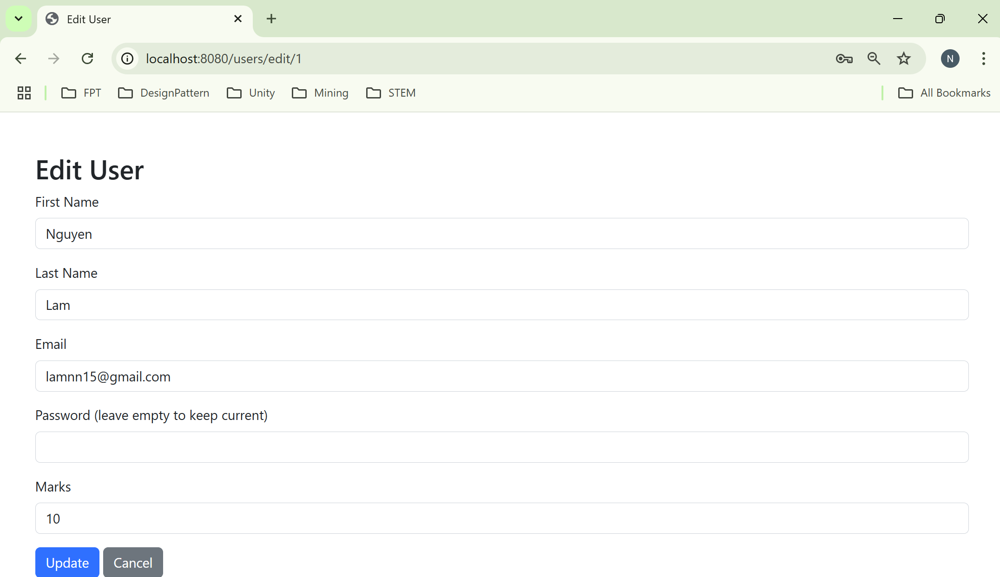 Edit User
localhost:8080/users/edit/1
N
FPT
DesignPattern
Unity
Mining
STEM
All Bookmarks
Edit User
First Name
Nguyen
Last Name
Lam
Email
lamnn15@gmail.com
Password (leave empty to keep current)
Marks
10
Update
Cancel